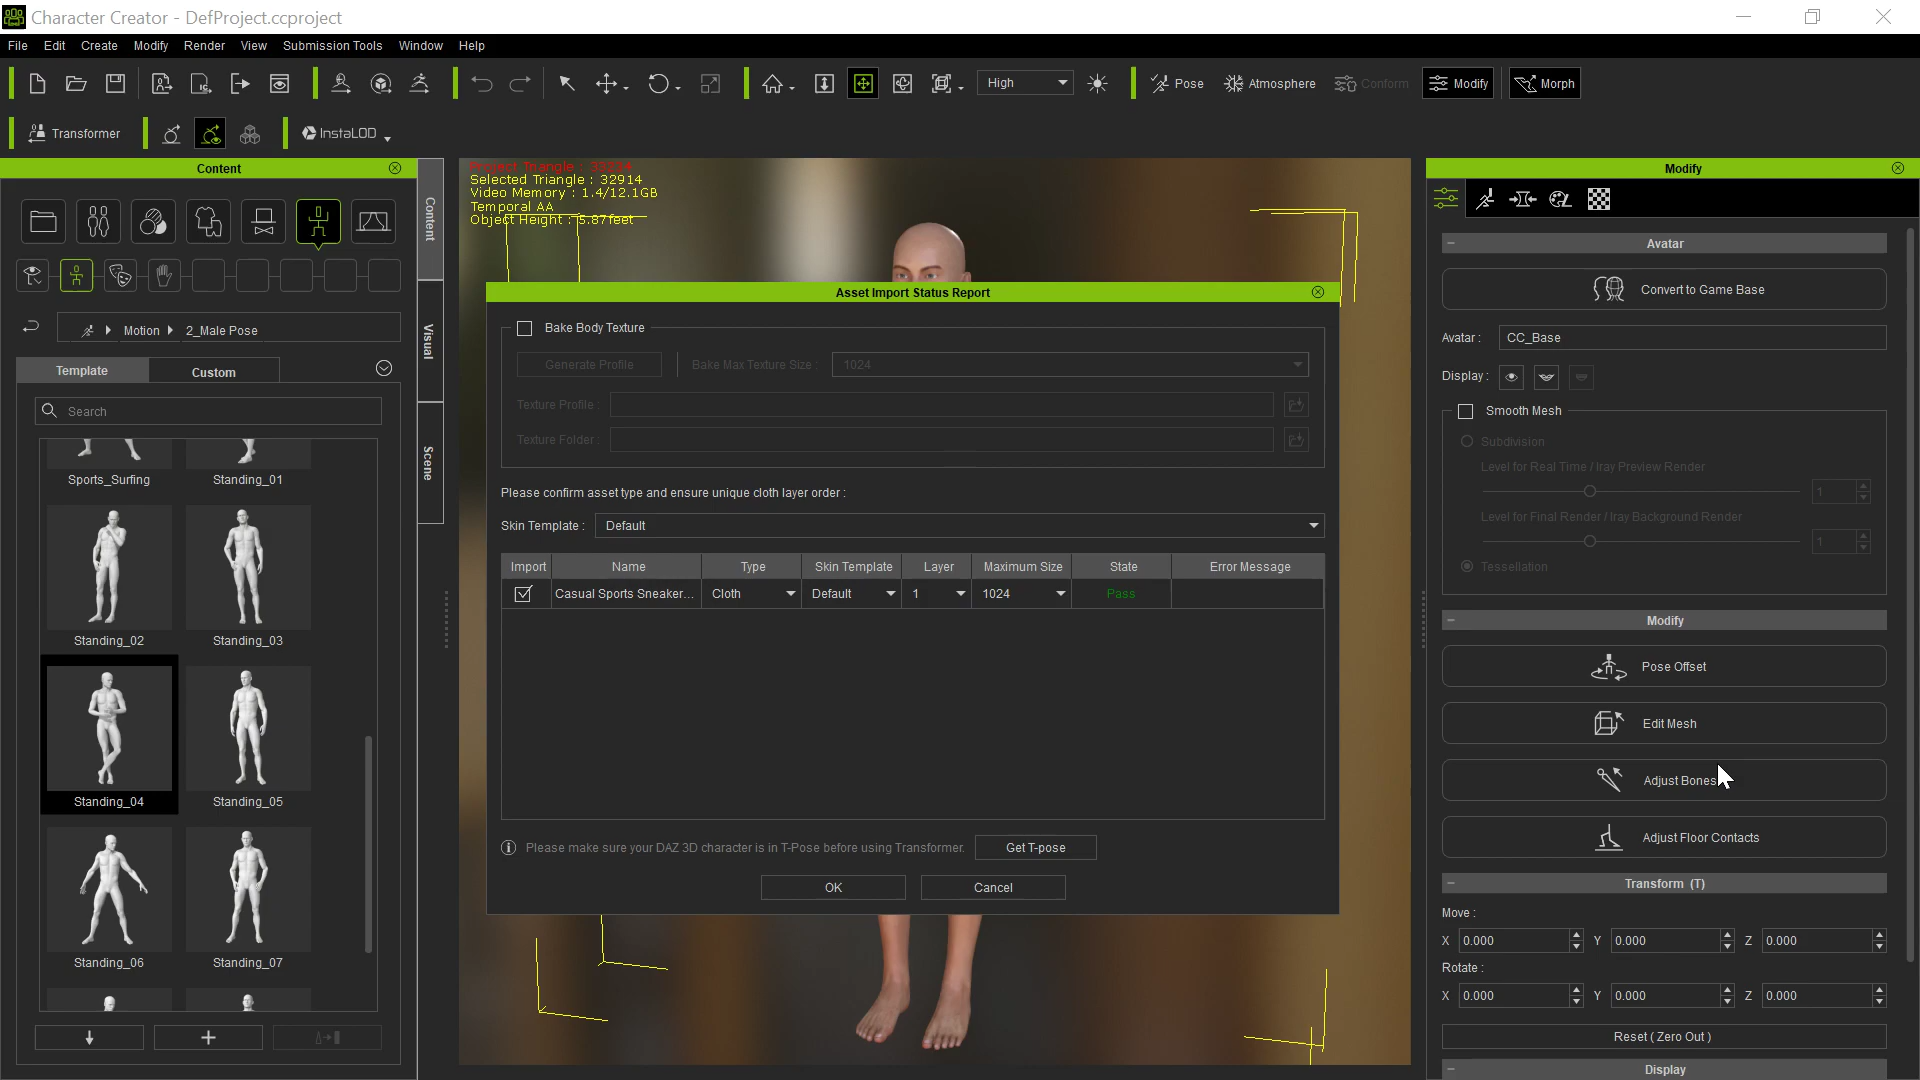 Character Creator - DefProject.ccproject
File Edit Create Modify Render View Submission Tools Window Help
High Pose Atmosphere Conform Modify Morph
Transformer InstaLOD
Content
Motion 2_Male Pose
Template Custom
Search
Sports_Surfing Standing_01
Standing_02 Standing_03
Standing_04 Standing_05
Standing_06 Standing_07
Content
Visual
Scene
Project Triangle : 33224
Selected Triangle : 32914
Video Memory : 1.4/12.1GB
Temporal AA
Object Height : 5.87feet
Asset Import Status Report
Bake Body Texture
Generate Profile Bake Max Texture Size : 1024
Texture Profile :
Texture Folder :
Please confirm asset type and ensure unique cloth layer order :
Skin Template : Default
Import Name Type Skin Template Layer Maximum Size State Error Message
Casual Sports Sneaker... Cloth Default 1 1024 Pass
Please make sure your DAZ 3D character is in T-Pose before using Transformer. Get T-pose
OK Cancel
Modify
Avatar
Convert to Game Base
Avatar : CC_Base
Display :
Smooth Mesh
Subdivision
Level for Real Time / Iray Preview Render
1
Level for Final Render / Iray Background Render
1
Tessellation
Modify
Pose Offset
Edit Mesh
Adjust Bones
Adjust Floor Contacts
Transform (T)
Move :
X 0.000 Y 0.000 Z 0.000
Rotate :
X 0.000 Y 0.000 Z 0.000
Reset ( Zero Out )
Display